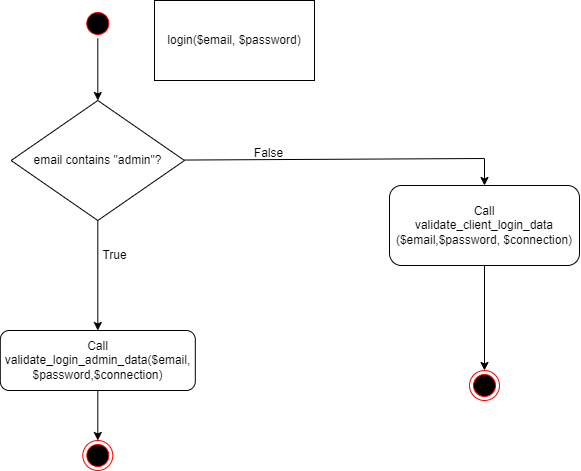 login($email, $password)
email contains "admin"?
False
Call
validate_client_login_data
($email,$password, $connection)
True
Call
validate_login_admin_data($email,
$password,$connection)